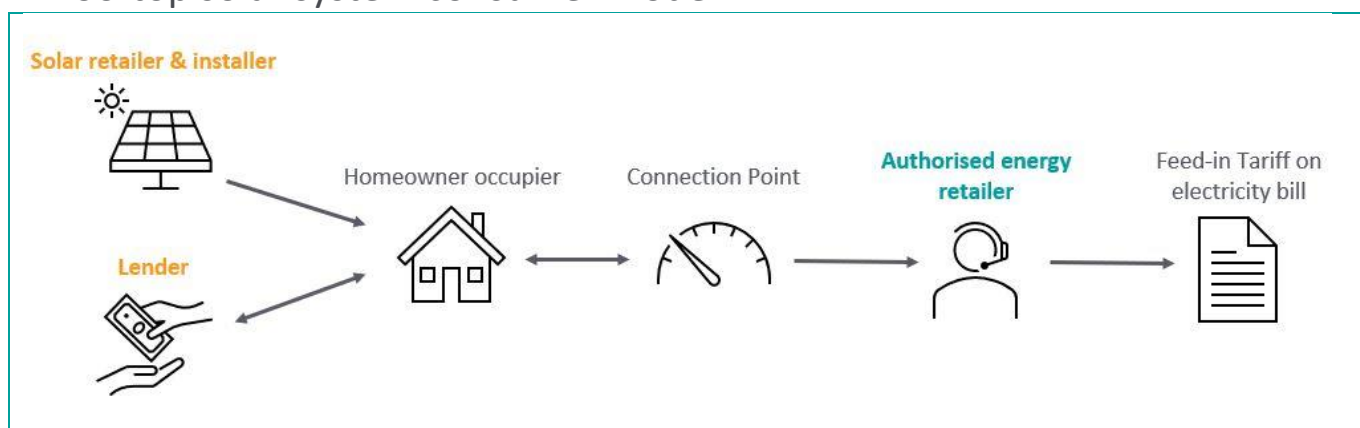 Solar retailer & installer
Homeowner occupier
Connection Point
Authorised energy
retailer
Feed-in Tariff on
electricity bill
Lender